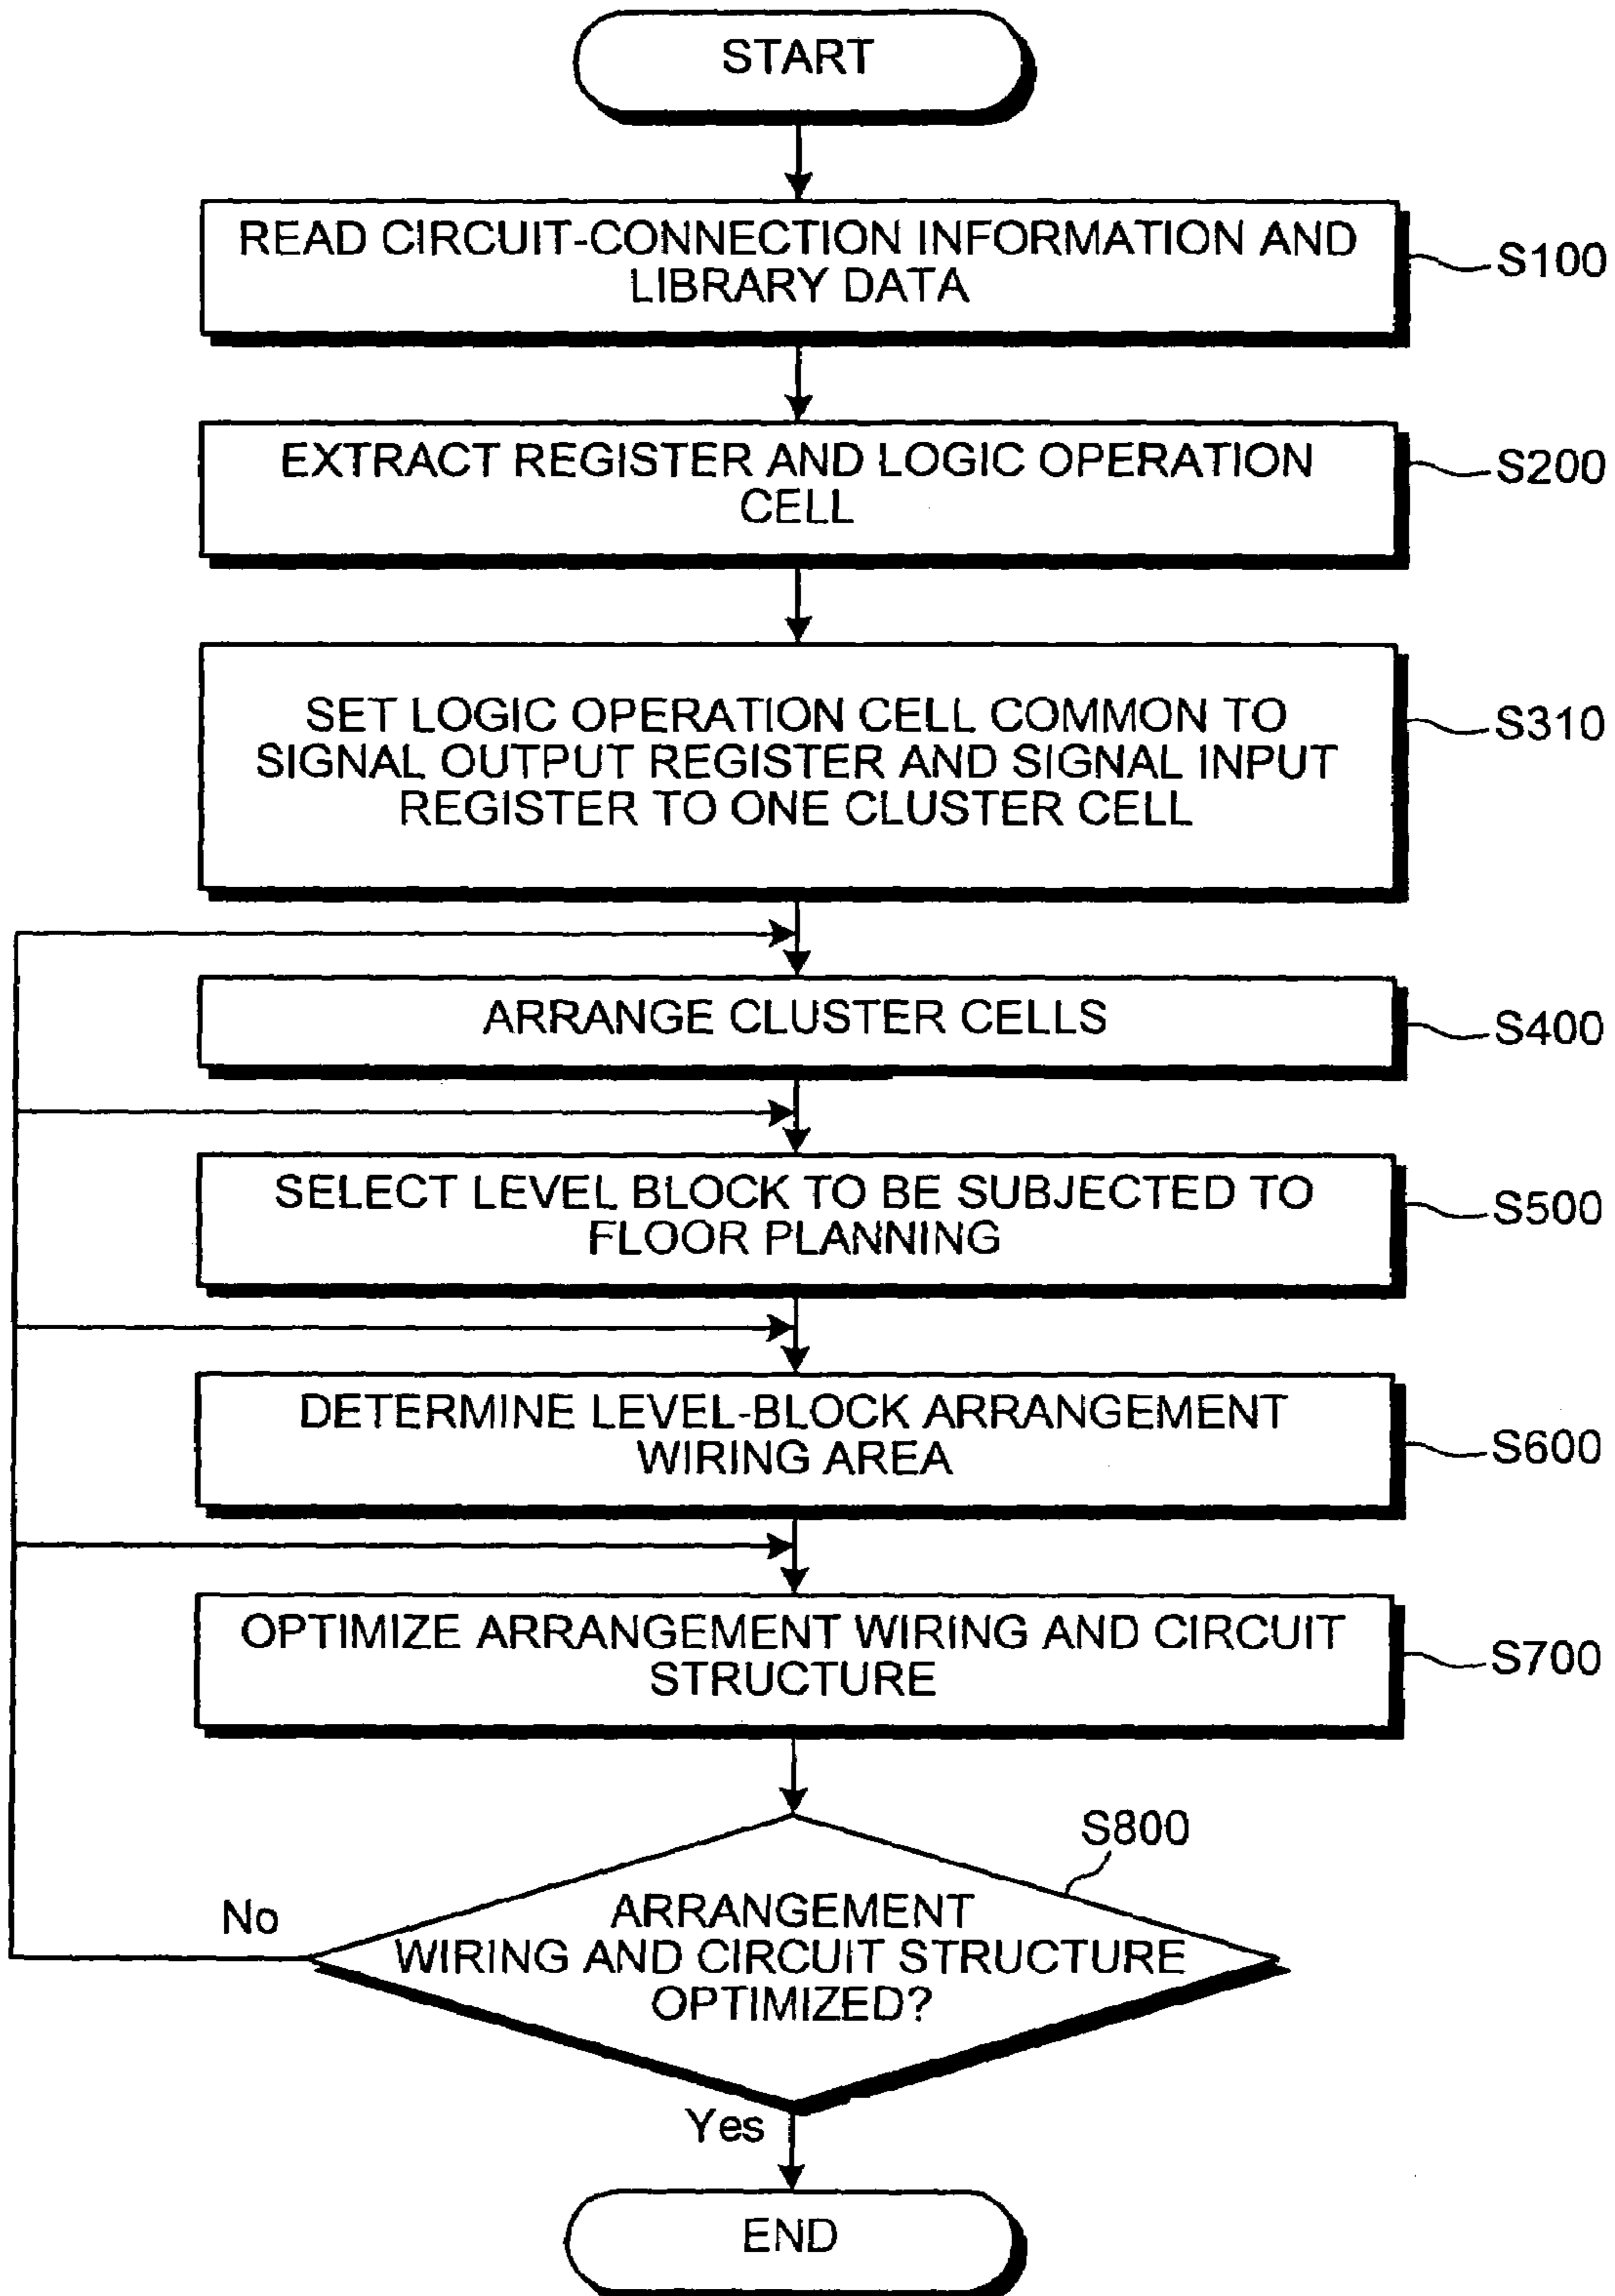 START
READ CIRCUIT-CONNECTION INFORMATION AND
LIBRARY DATA
S100
EXTRACT REGISTER AND LOGIC OPERATION
CELL
S200
SET LOGIC OPERATION CELL COMMON TO
SIGNAL OUTPUT REGISTER AND SIGNAL INPUT
REGISTER TO ONE CLUSTER CELL
S310
ARRANGE CLUSTER CELLS
S400
SELECT LEVEL BLOCK TO BE SUBJECTED TO
FLOOR PLANNING
S500
DETERMINE LEVEL-BLOCK ARRANGEMENT
WIRING AREA
S600
OPTIMIZE ARRANGEMENT WIRING AND CIRCUIT
STRUCTURE
S700
S800
No
ARRANGEMENT
WIRING AND CIRCUIT STRUCTURE
OPTIMIZED?
Yes
END